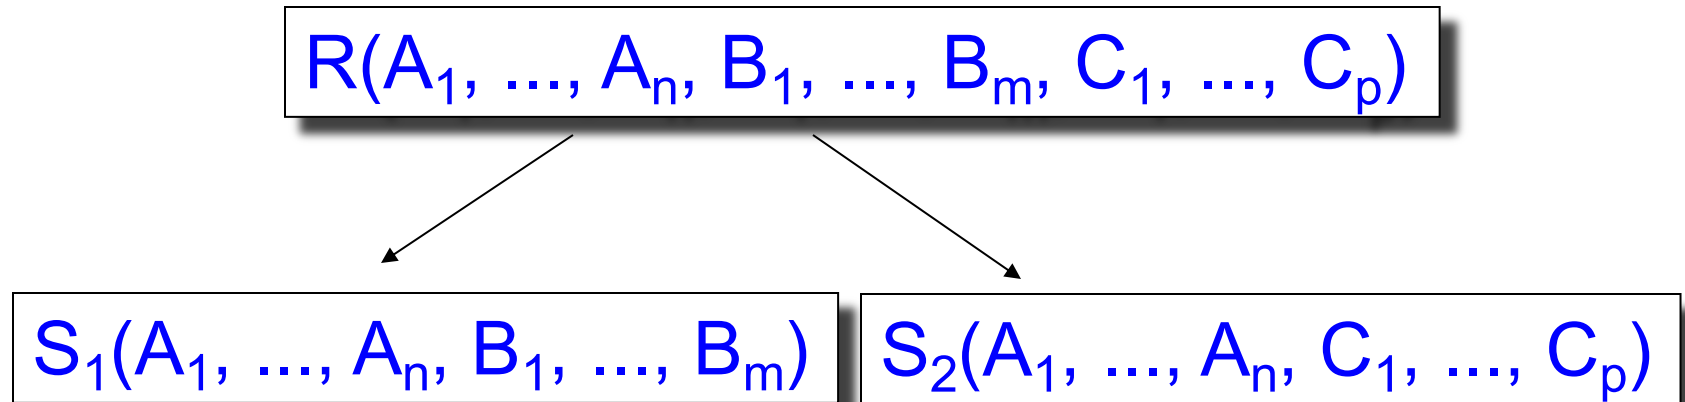 R(A₁, ..., Aₙ, B₁, ..., Bₘ, C₁, ..., Cₚ)
S₁(A₁, ..., Aₙ, B₁, ..., Bₘ)
S₂(A₁, ..., Aₙ, C₁, ..., Cₚ)